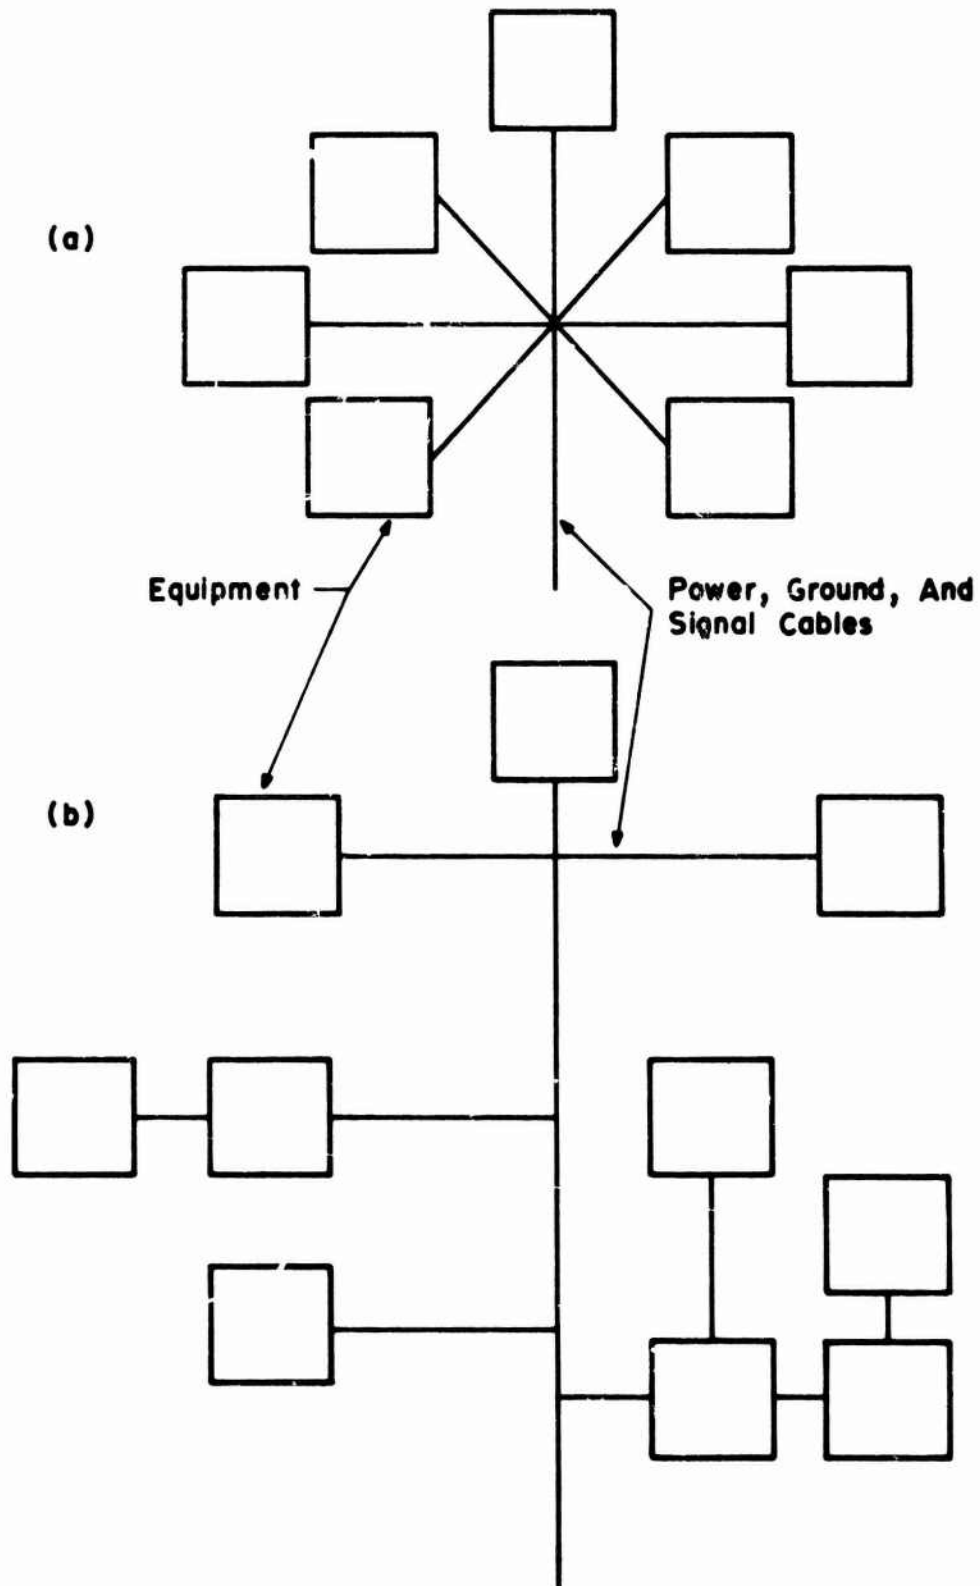 (a)
Equipment
Power, Ground, And
Signal Cables
(b)